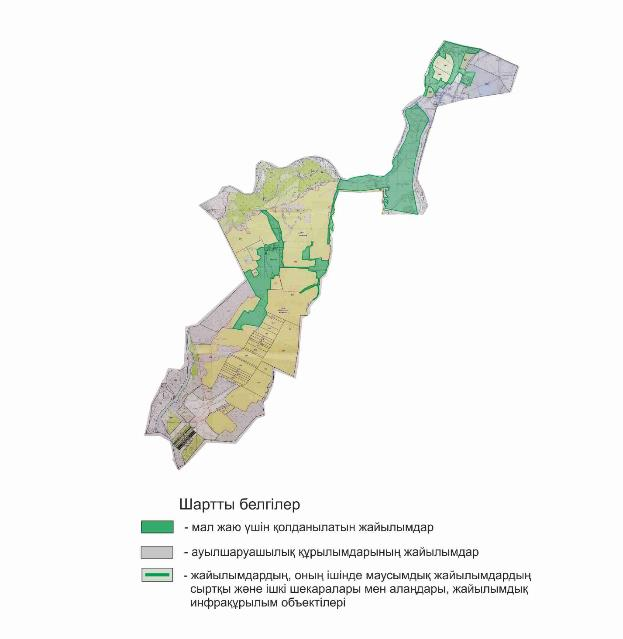 Шартты белгілер
- мал жаю үшін қолданылатын жайылымдар
- ауылшаруашылық құрылымдарының жайылымдар
- жайылымдардың, оның ішінде маусымдық жайылымдардың
сыртқы және ішкі шекаралары мен алаңдары, жайылымдық
инфрақұрылым объектілері